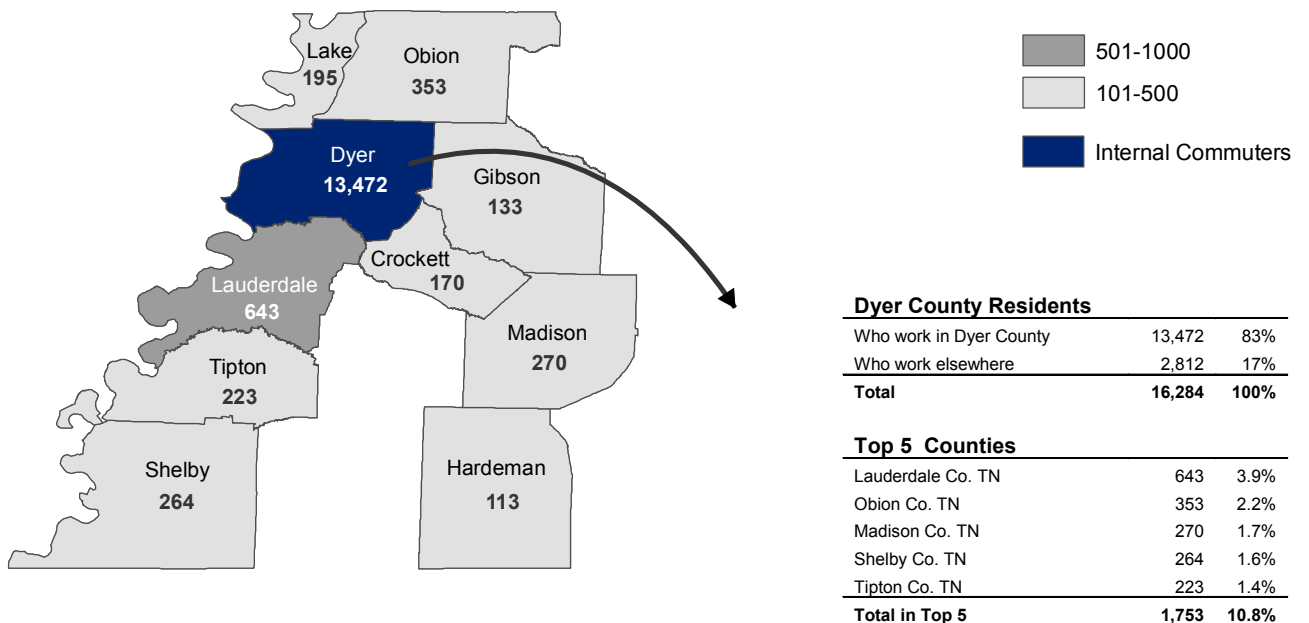 Lake
195
Obion
353
Dyer
13,472
Gibson
133
Crockett
170
Lauderdale
643
Madison
270
Tipton
223
Shelby
264
Hardeman
113
501-1000
101-500
Internal Commuters
Dyer County Residents
Who work in Dyer County 13,472 83%
Who work elsewhere 2,812 17%
Total 16,284 100%
Top 5 Counties
Lauderdale Co. TN 643 3.9%
Obion Co. TN 353 2.2%
Madison Co. TN 270 1.7%
Shelby Co. TN 264 1.6%
Tipton Co. TN 223 1.4%
Total in Top 5 1,753 10.8%